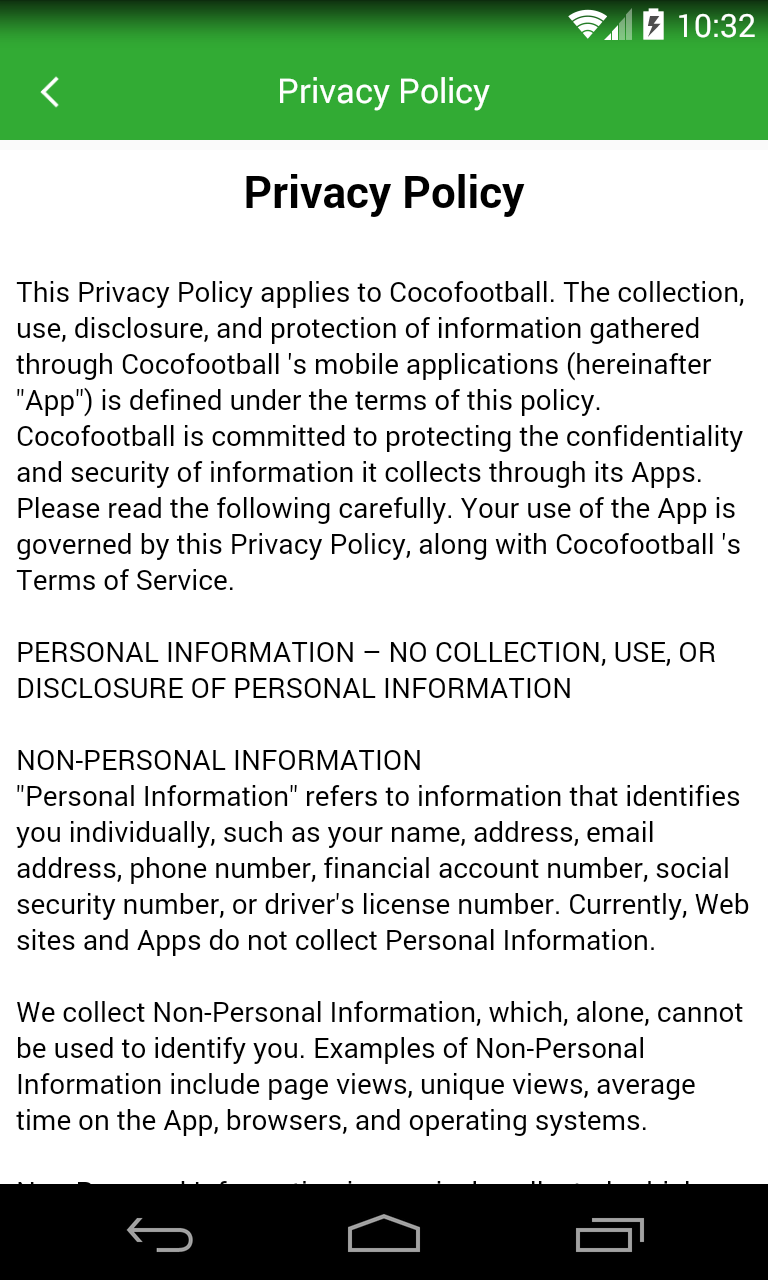 10:32
Privacy Policy
Privacy Policy
This Privacy Policy applies to Cocofootball. The collection,
use, disclosure, and protection of information gathered
through Cocofootball 's mobile applications (hereinafter
"App") is defined under the terms of this policy.
Cocofootball is committed to protecting the confidentiality
and security of information it collects through its Apps.
Please read the following carefully. Your use of the App is
governed by this Privacy Policy, along with Cocofootball 's
Terms of Service.
PERSONAL INFORMATION – NO COLLECTION, USE, OR
DISCLOSURE OF PERSONAL INFORMATION
NON-PERSONAL INFORMATION
"Personal Information" refers to information that identifies
you individually, such as your name, address, email
address, phone number, financial account number, social
security number, or driver's license number. Currently, Web
sites and Apps do not collect Personal Information.
We collect Non-Personal Information, which, alone, cannot
be used to identify you. Examples of Non-Personal
Information include page views, unique views, average
time on the App, browsers, and operating systems.